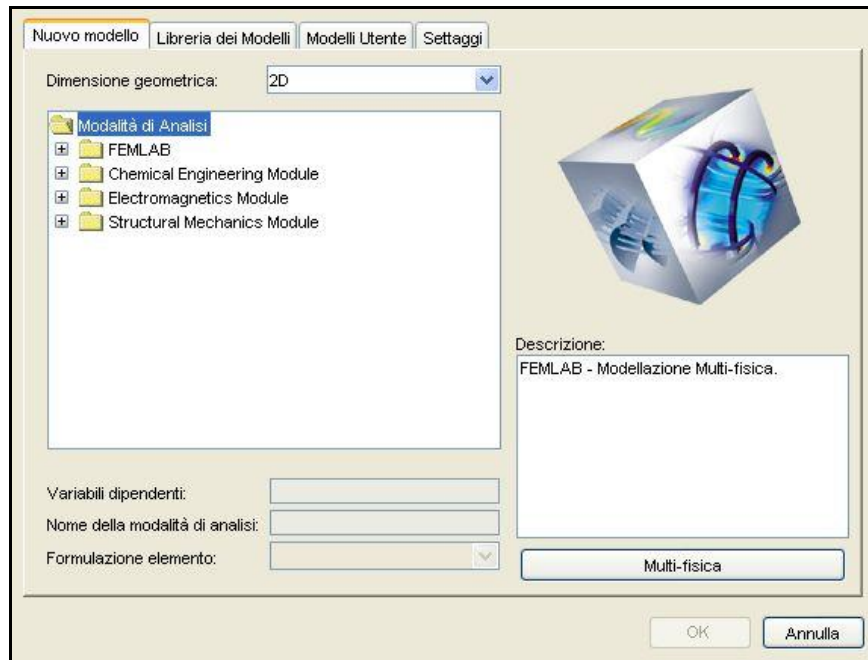 Nuovo modello
Libreria dei Modelli
Modelli Utente
Settaggi
Dimensione geometrica:
2D
Modalità di Analisi
FEMLAB
Chemical Engineering Module
Electromagnetics Module
Structural Mechanics Module
Descrizione:
FEMLAB - Modellazione Multi-fisica.
Variabili dipendenti:
Nome della modalità di analisi:
Formulazione elemento:
Multi-fisica
OK
Annulla